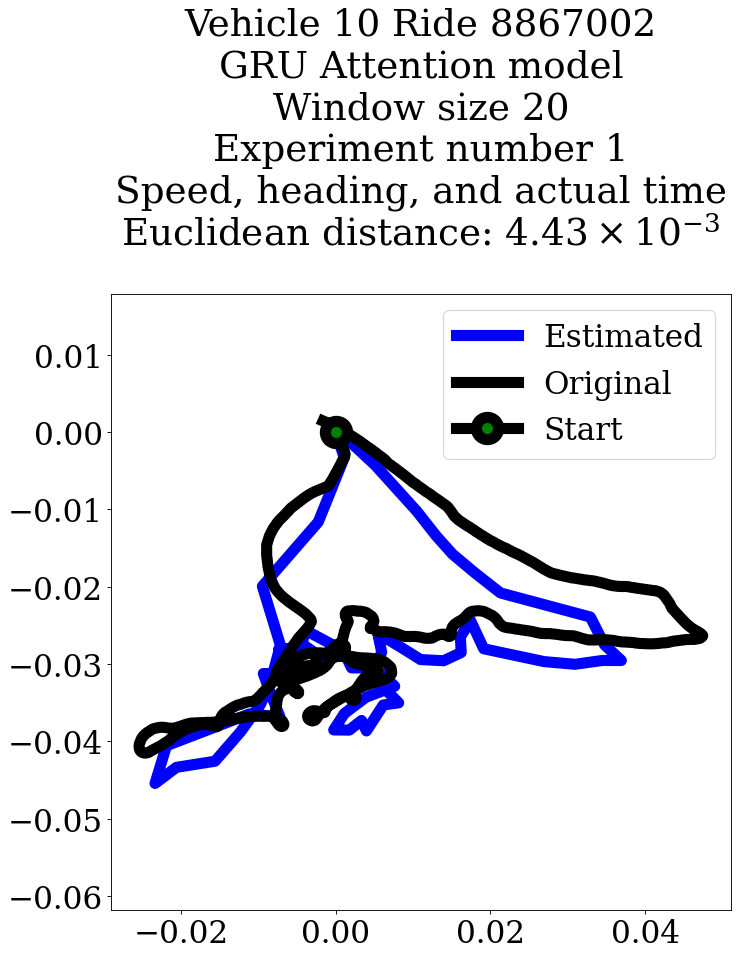 Vehicle 10 Ride 8867002
GRU Attention model
Window size 20
Experiment number 1
Speed, heading, and actual time
Euclidean distance: 4.43 × 10⁻³
Estimated
Original
Start
0.01
0.00
−0.01
−0.02
−0.03
−0.04
−0.05
−0.06
−0.02 0.00 0.02 0.04